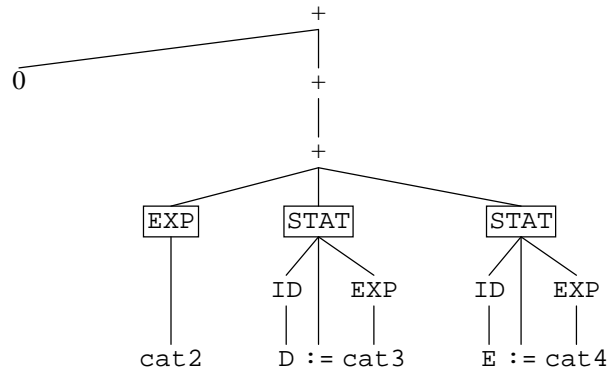 +
0 +
+
EXP STAT STAT
ID EXP ID EXP
cat2 D := cat3 E := cat4